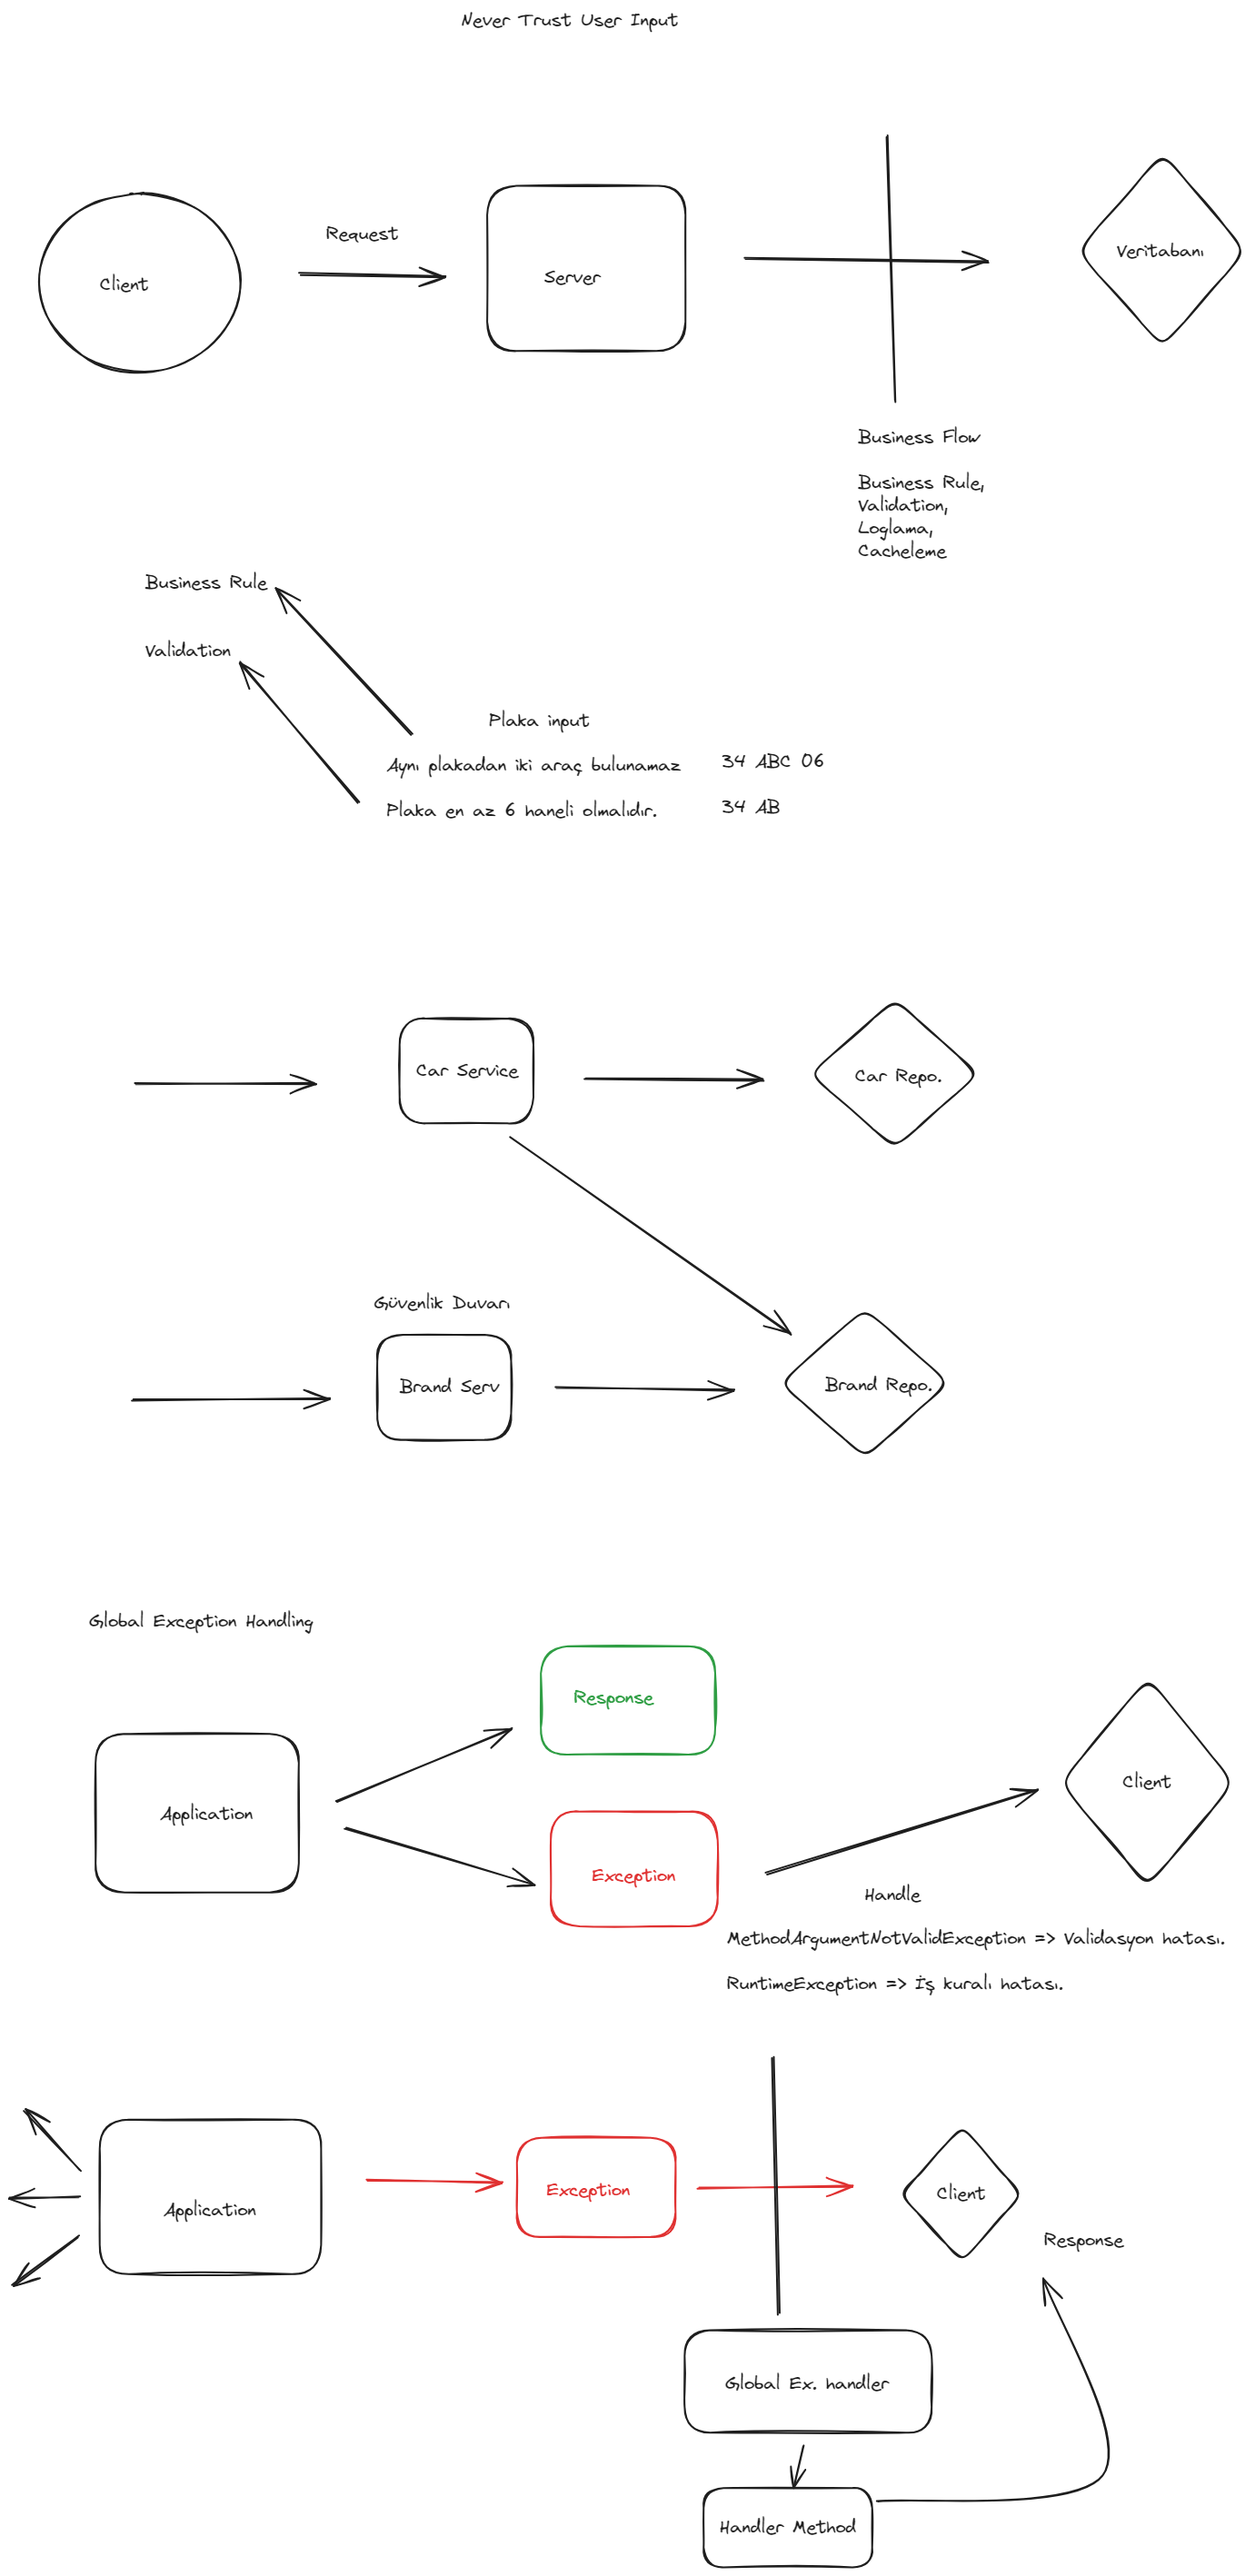 Never Trust User Input
Request
Client
Server
Veritabanı
Business Flow
Business Rule,
Validation,
Loglama,
Cacheleme
Business Rule
Validation
Plaka input
Aynı plakadan iki araç bulunamaz
34 ABC 06
Plaka en az 6 haneli olmalıdır.
34 AB
Car Service
Car Repo.
Güvenlik Duvarı
Brand Serv
Brand Repo.
Global Exception Handling
Response
Application
Client
Exception
Handle
MethodArgumentNotValidException => Validasyon hatası.
RuntimeException => İş kuralı hatası.
Application
Exception
Client
Response
Global Ex. handler
Handler Method